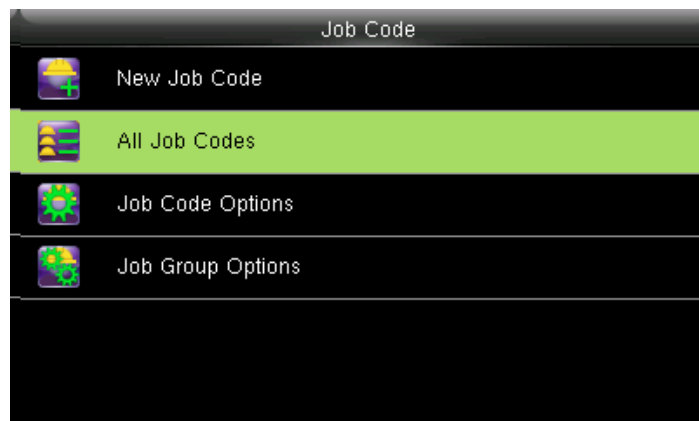 Job Code
New Job Code
All Job Codes
Job Code Options
Job Group Options